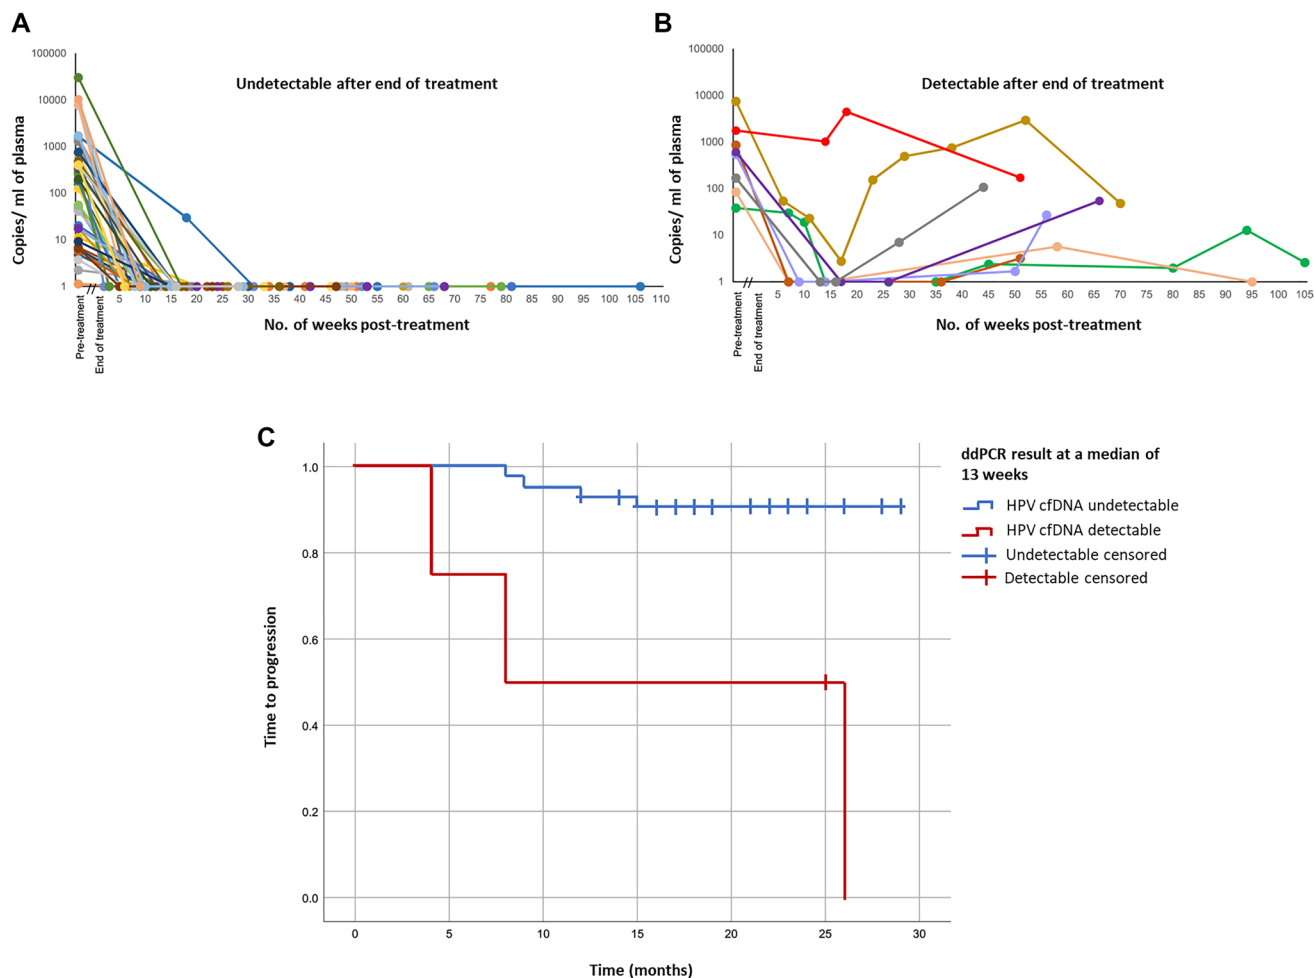 A
Undetectable after end of treatment
Copies/ ml of plasma
100000
10000
1000
100
10
1
Pre-treatment
End of treatment
5 10 15 20 25 30 35 40 45 50 55 60 65 70 75 80 85 90 95 100 105 110
No. of weeks post-treatment
B
Detectable after end of treatment
Copies/ ml of plasma
100000
10000
1000
100
10
1
Pre-treatment
End of treatment
5 10 15 20 25 30 35 40 45 50 55 60 65 70 75 80 85 90 95 100 105
No. of weeks post-treatment
C
Time to progression
1.0
0.8
0.6
0.4
0.2
0.0
0 5 10 15 20 25 30
Time (months)
ddPCR result at a median of
13 weeks
HPV cfDNA undetectable
HPV cfDNA detectable
Undetectable censored
Detectable censored